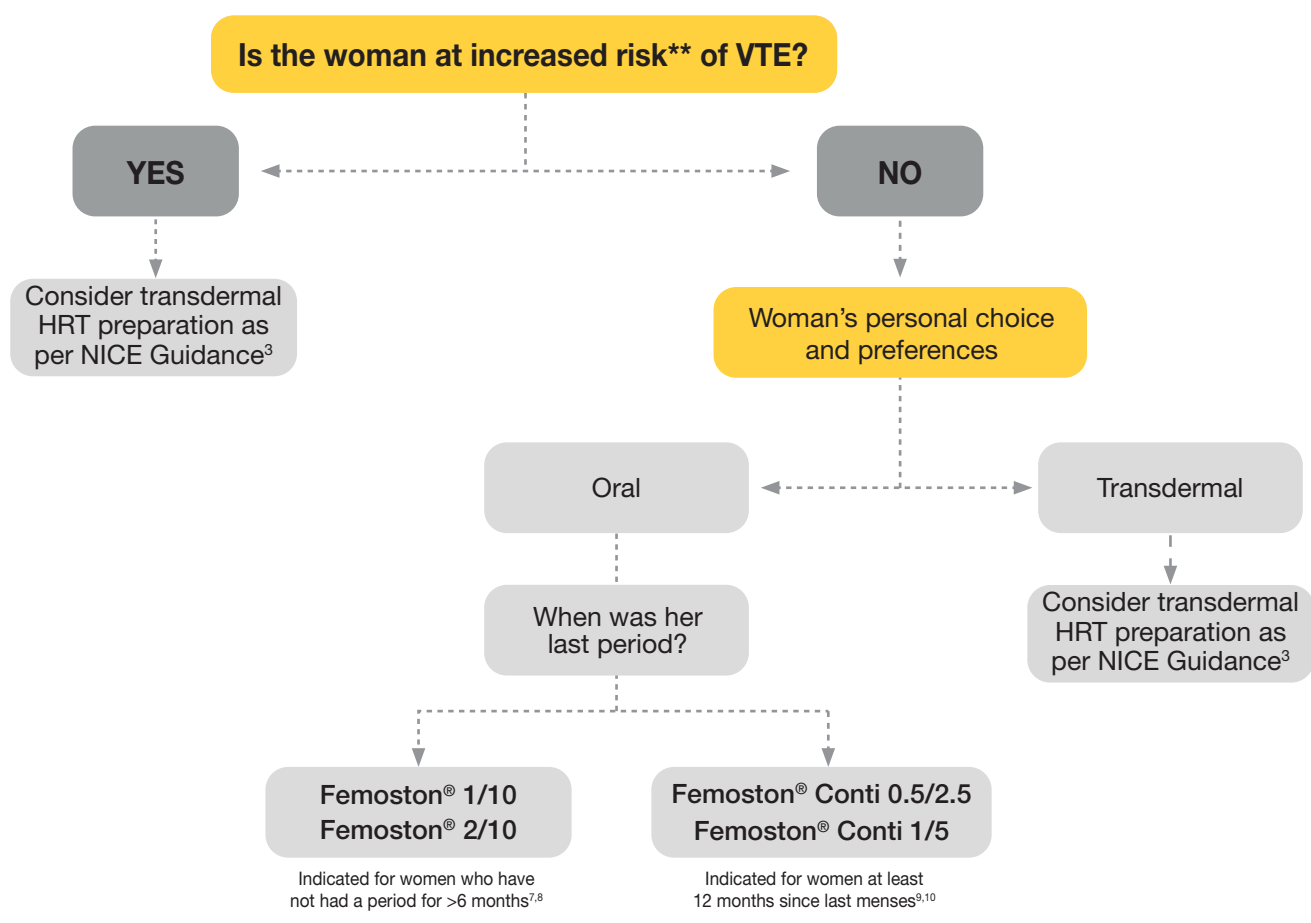 Is the woman at increased risk** of VTE?
YES
NO
Consider transdermal
HRT preparation as
per NICE Guidance³
Woman's personal choice
and preferences
Oral
Transdermal
When was her
last period?
Consider transdermal
HRT preparation as
per NICE Guidance³
Femoston® 1/10
Femoston® 2/10
Femoston® Conti 0.5/2.5
Femoston® Conti 1/5
Indicated for women who have
not had a period for >6 months⁷,⁸
Indicated for women at least
12 months since last menses⁹,¹⁰